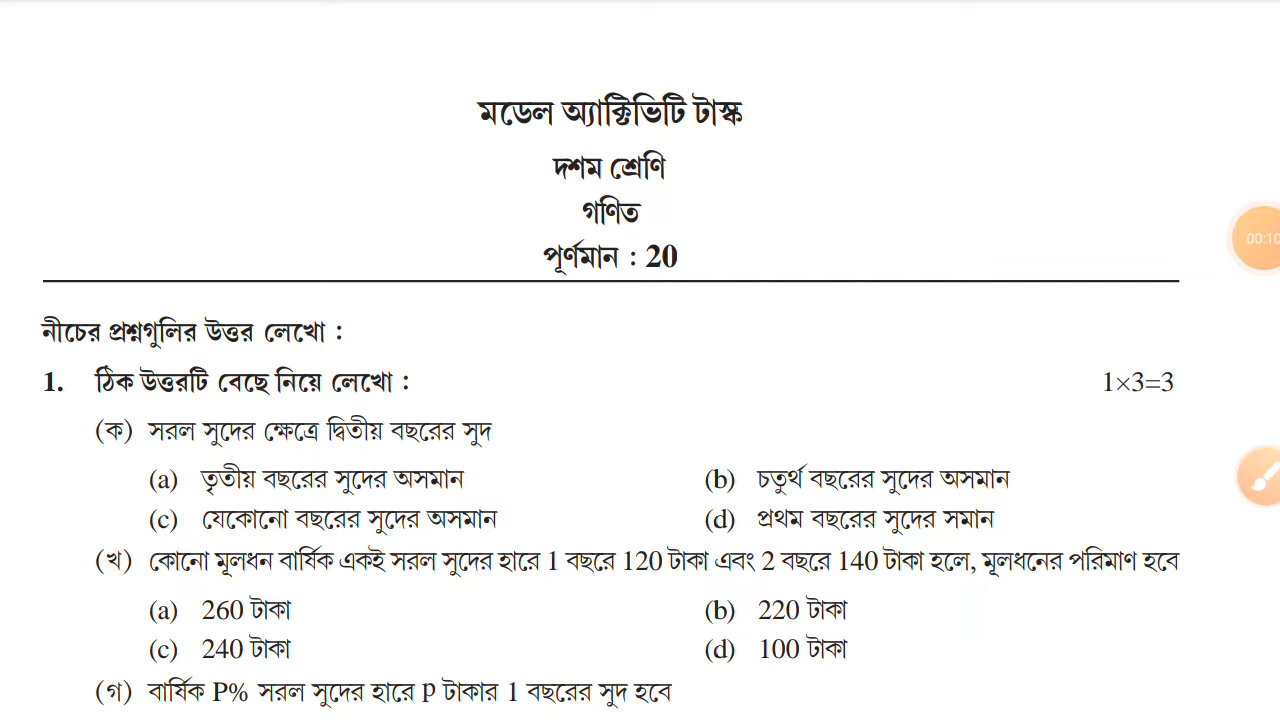 মডেল অ্যাক্টিভিটি টাস্ক
দশম শ্রেণি
গণিত
পূর্ণমান : 20
নীচের প্রশ্নগুলির উত্তর লেখো :
1. ঠিক উত্তরটি বেছে নিয়ে লেখো : 1×3=3
(ক) সরল সুদের ক্ষেত্রে দ্বিতীয় বছরের সুদ
(a) তৃতীয় বছরের সুদের অসমান (b) চতুর্থ বছরের সুদের অসমান
(c) যেকোনো বছরের সুদের অসমান (d) প্রথম বছরের সুদের সমান
(খ) কোনো মূলধন বার্ষিক একই সরল সুদের হারে 1 বছরে 120 টাকা এবং 2 বছরে 140 টাকা হলে, মূলধনের পরিমাণ হবে
(a) 260 টাকা (b) 220 টাকা
(c) 240 টাকা (d) 100 টাকা
(গ) বার্ষিক P% সরল সুদের হারে p টাকার 1 বছরের সুদ হবে
00:10